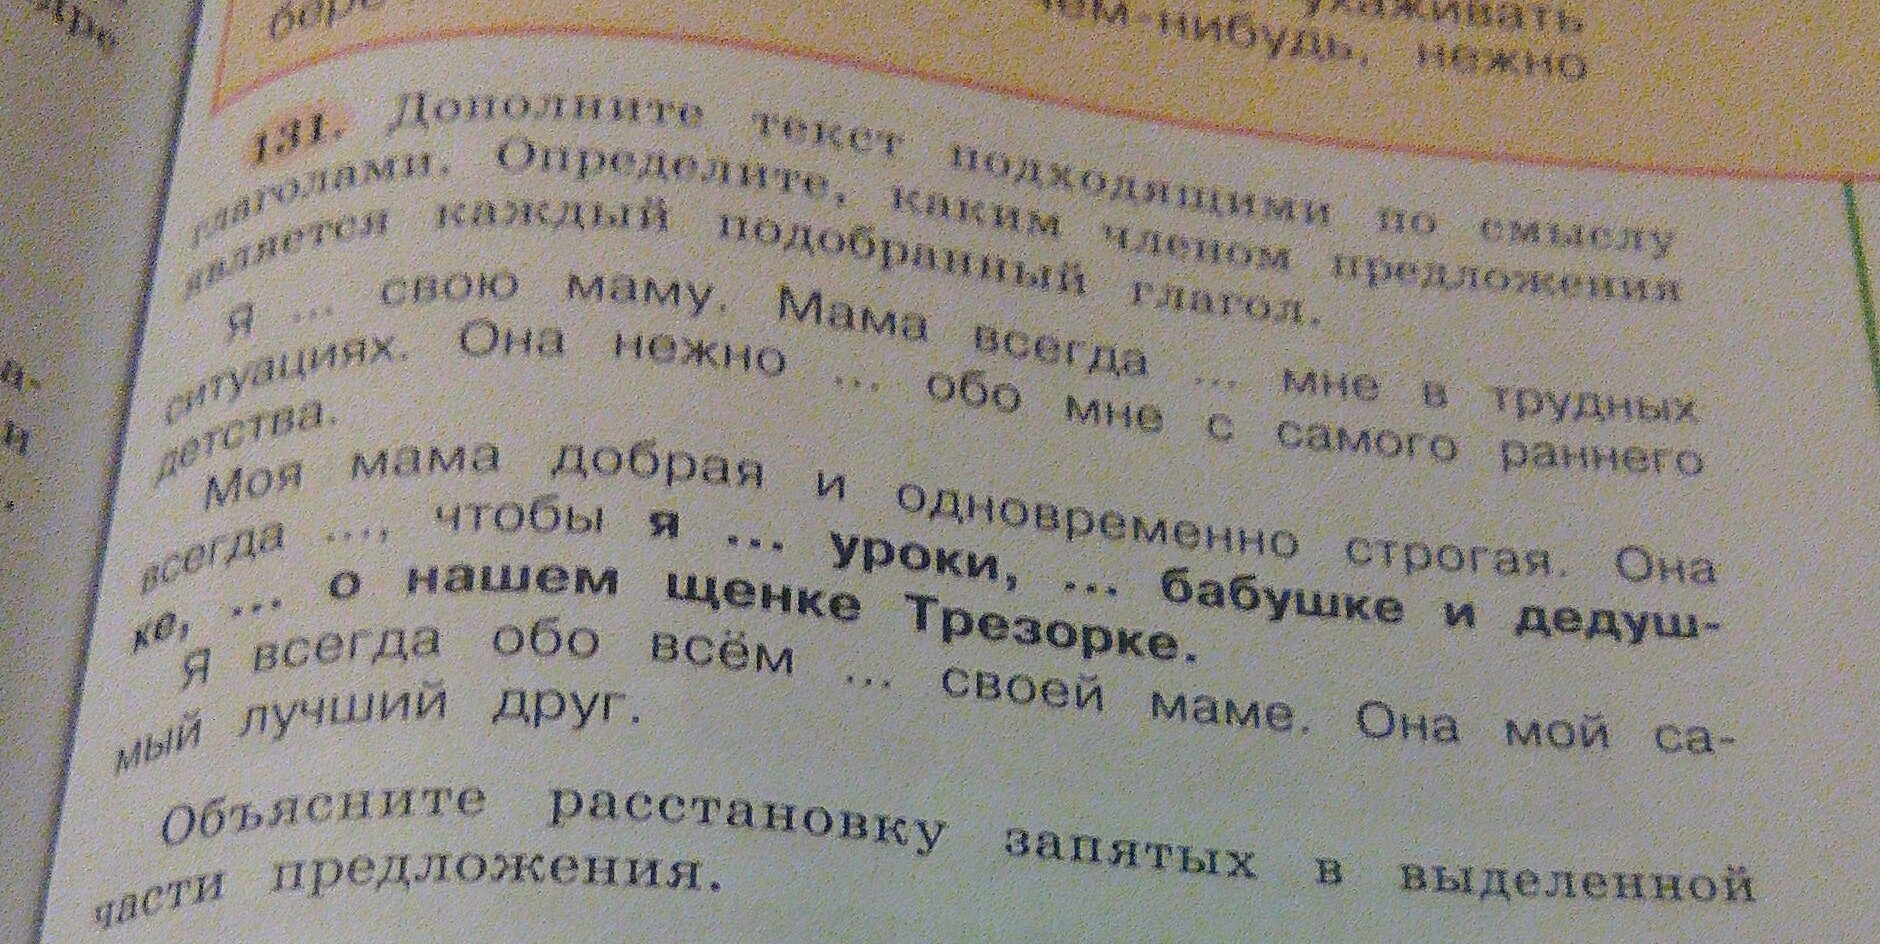 ухаживать
нибудь, нежно
131. Дополните текст подходящими по смыслу
глаголами. Определите, каким членом предложения
является каждый подобранный глагол.
Я ... свою маму. Мама всегда ... мне в трудных
ситуациях. Она нежно ... обо мне с самого раннего
детства.
Моя мама добрая и одновременно строгая. Она
всегда ..., чтобы я ... уроки, ... бабушке и дедуш-
ке, ... о нашем щенке Трезорке.
Я всегда обо всём ... своей маме. Она мой са-
мый лучший друг.
Объясните расстановку запятых в выделенной
части предложения.